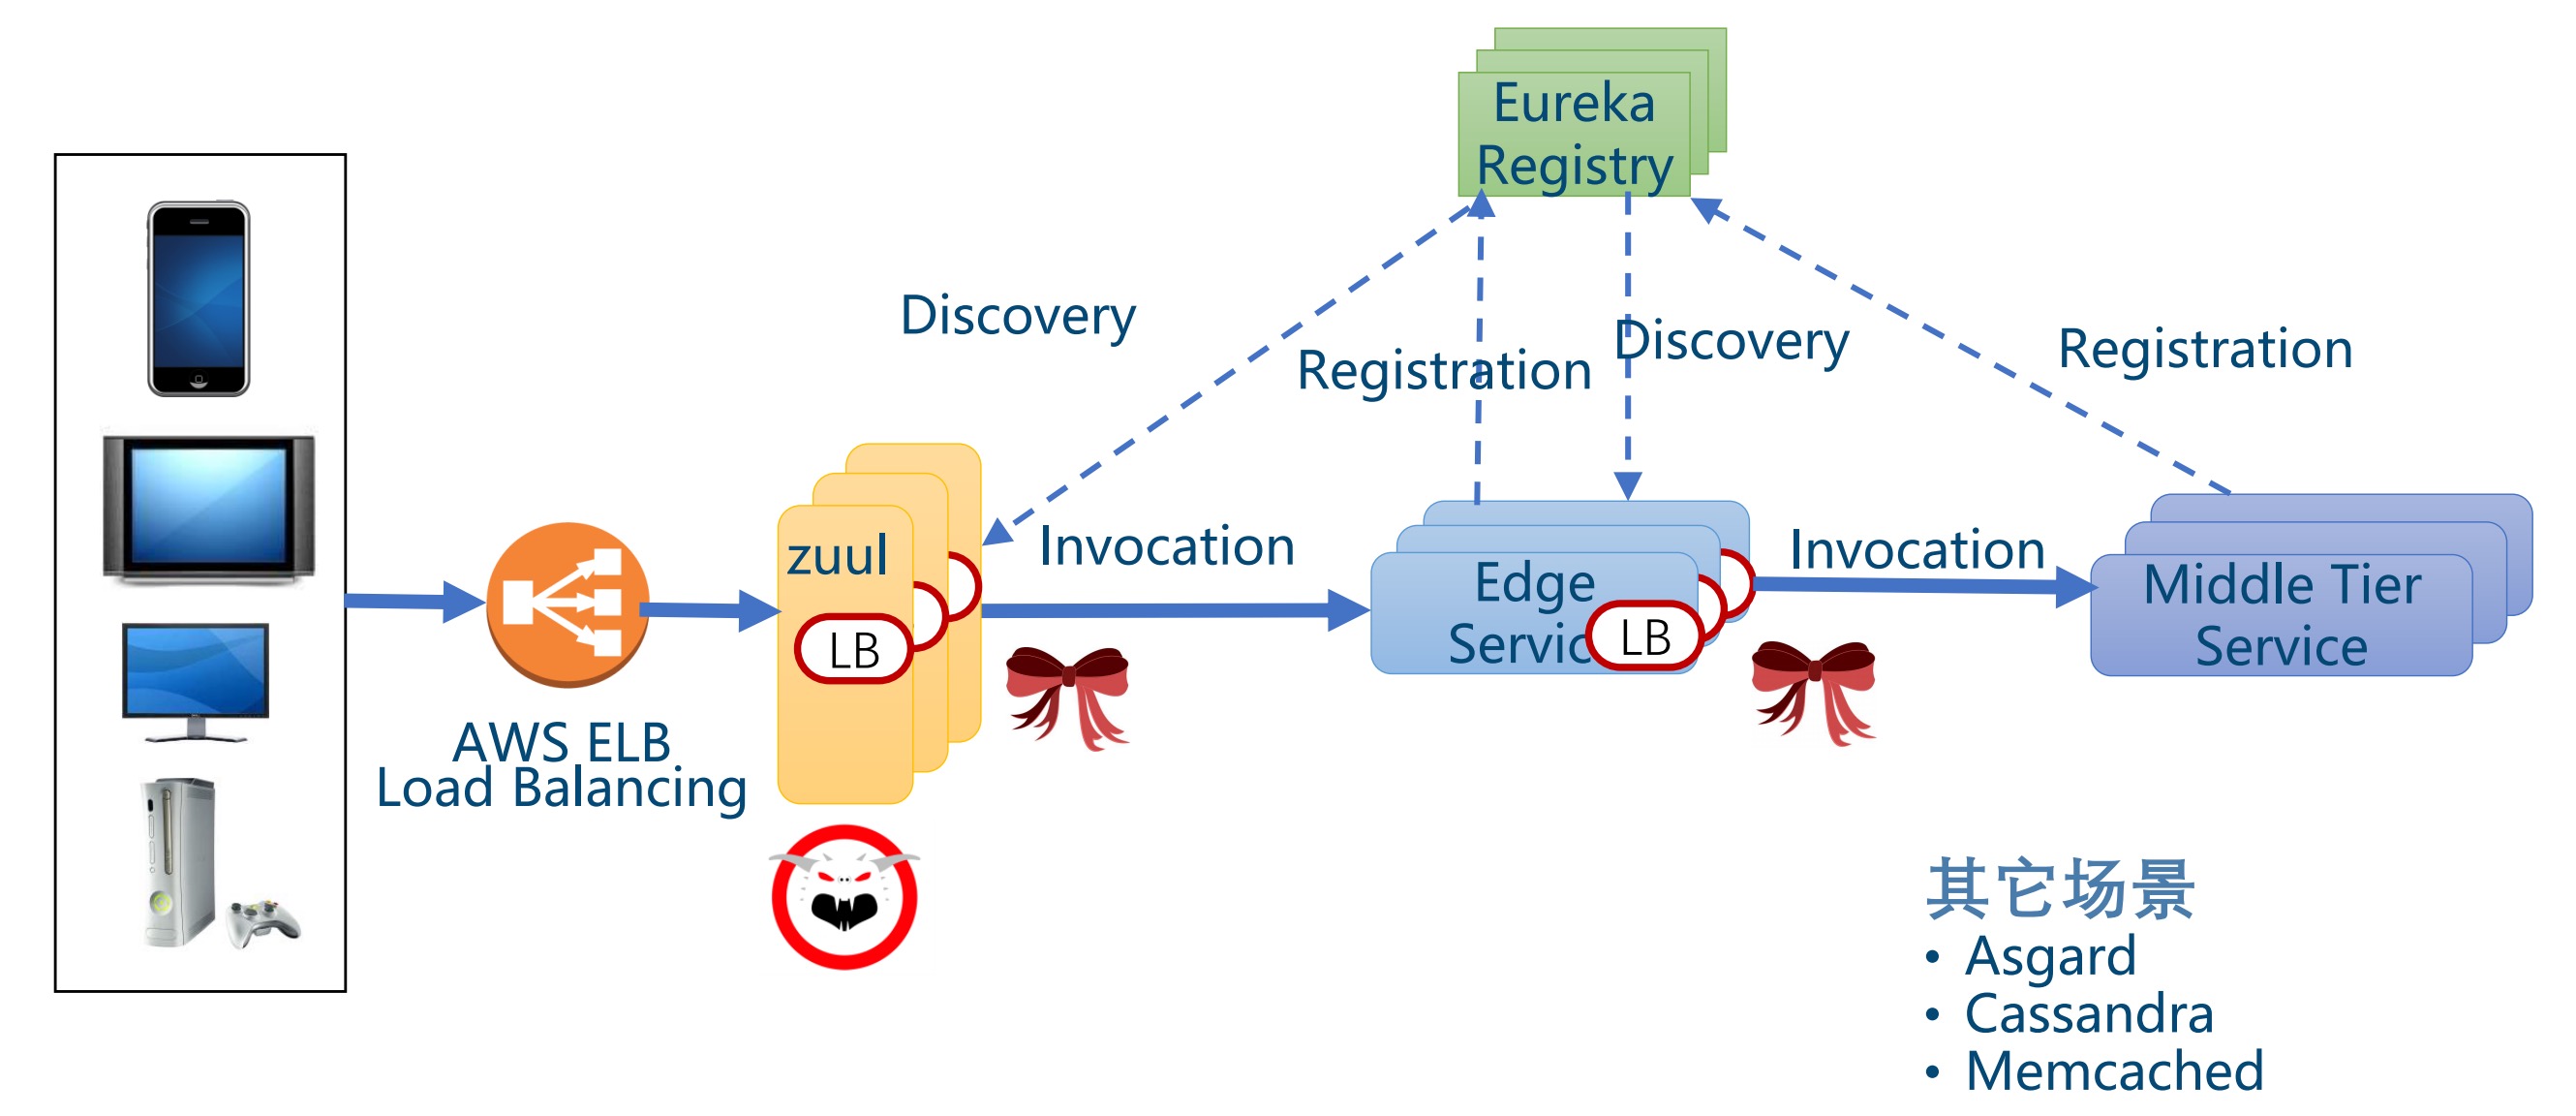 Eureka
Registry
Discovery
Registration
Discovery
Registration
zuul
LB
Invocation
Edge
Servic
LB
Invocation
Middle Tier
Service
AWS ELB
Load Balancing
其它场景
• Asgard
• Cassandra
• Memcached